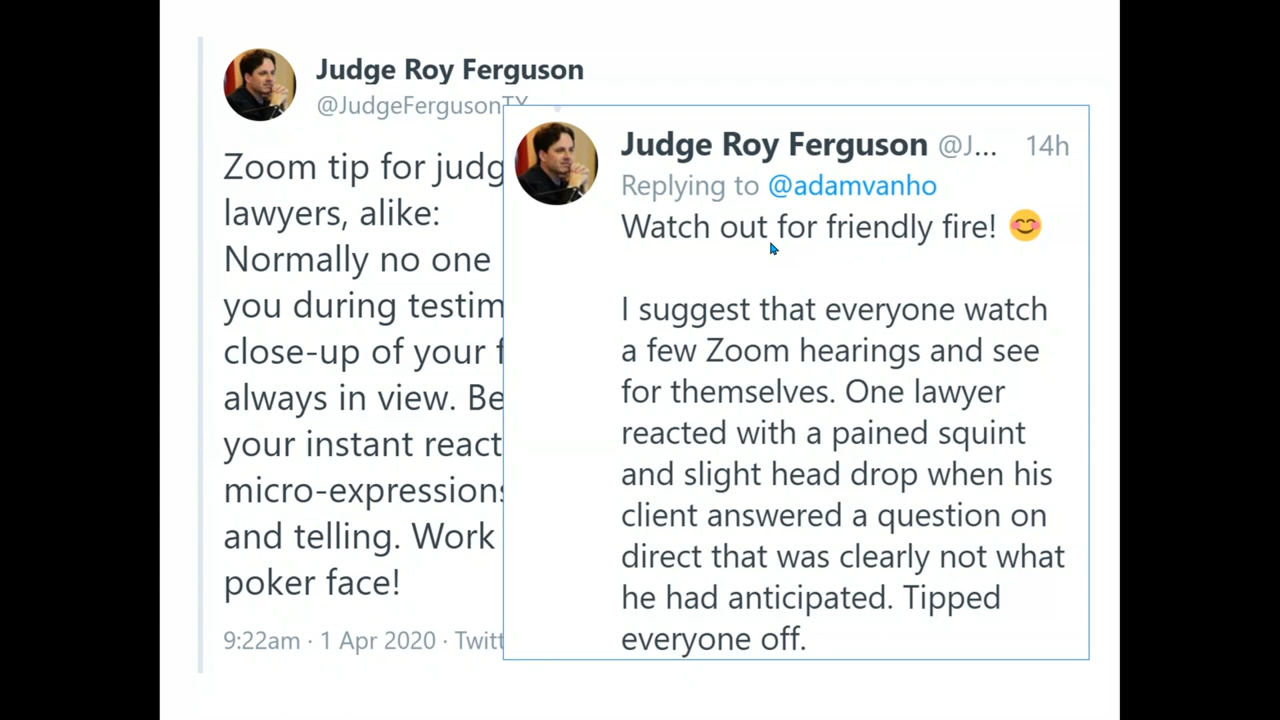 Judge Roy Ferguson
@JudgeFergusonTX
Zoom tip for judg
lawyers, alike:
Normally no one
you during testim
close-up of your f
always in view. Be
your instant react
micro-expressions
and telling. Work
poker face!
9:22am · 1 Apr 2020 · Twitt
Judge Roy Ferguson @J... 14h
Replying to @adamvanho
Watch out for friendly fire! 😊
I suggest that everyone watch
a few Zoom hearings and see
for themselves. One lawyer
reacted with a pained squint
and slight head drop when his
client answered a question on
direct that was clearly not what
he had anticipated. Tipped
everyone off.